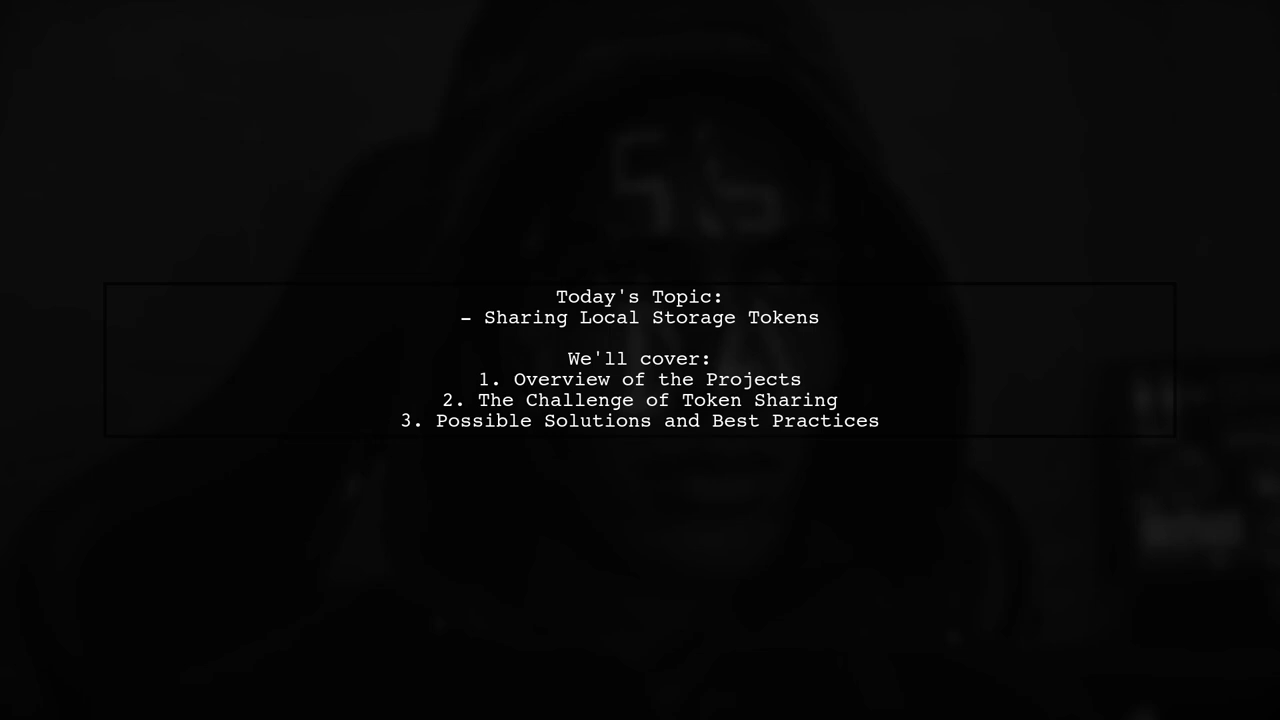 Today's Topic:
- Sharing Local Storage Tokens
We'll cover:
1. Overview of the Projects
2. The Challenge of Token Sharing
3. Possible Solutions and Best Practices